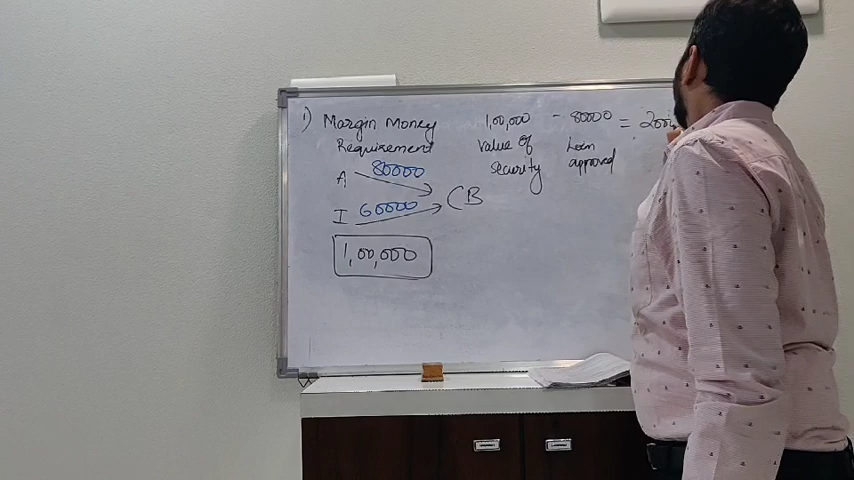 1) Margin Money
Requirement
1,00,000 - 80000 =
Value of
security
Loan
approved
A 80000
I 60000
CB
1,00,000